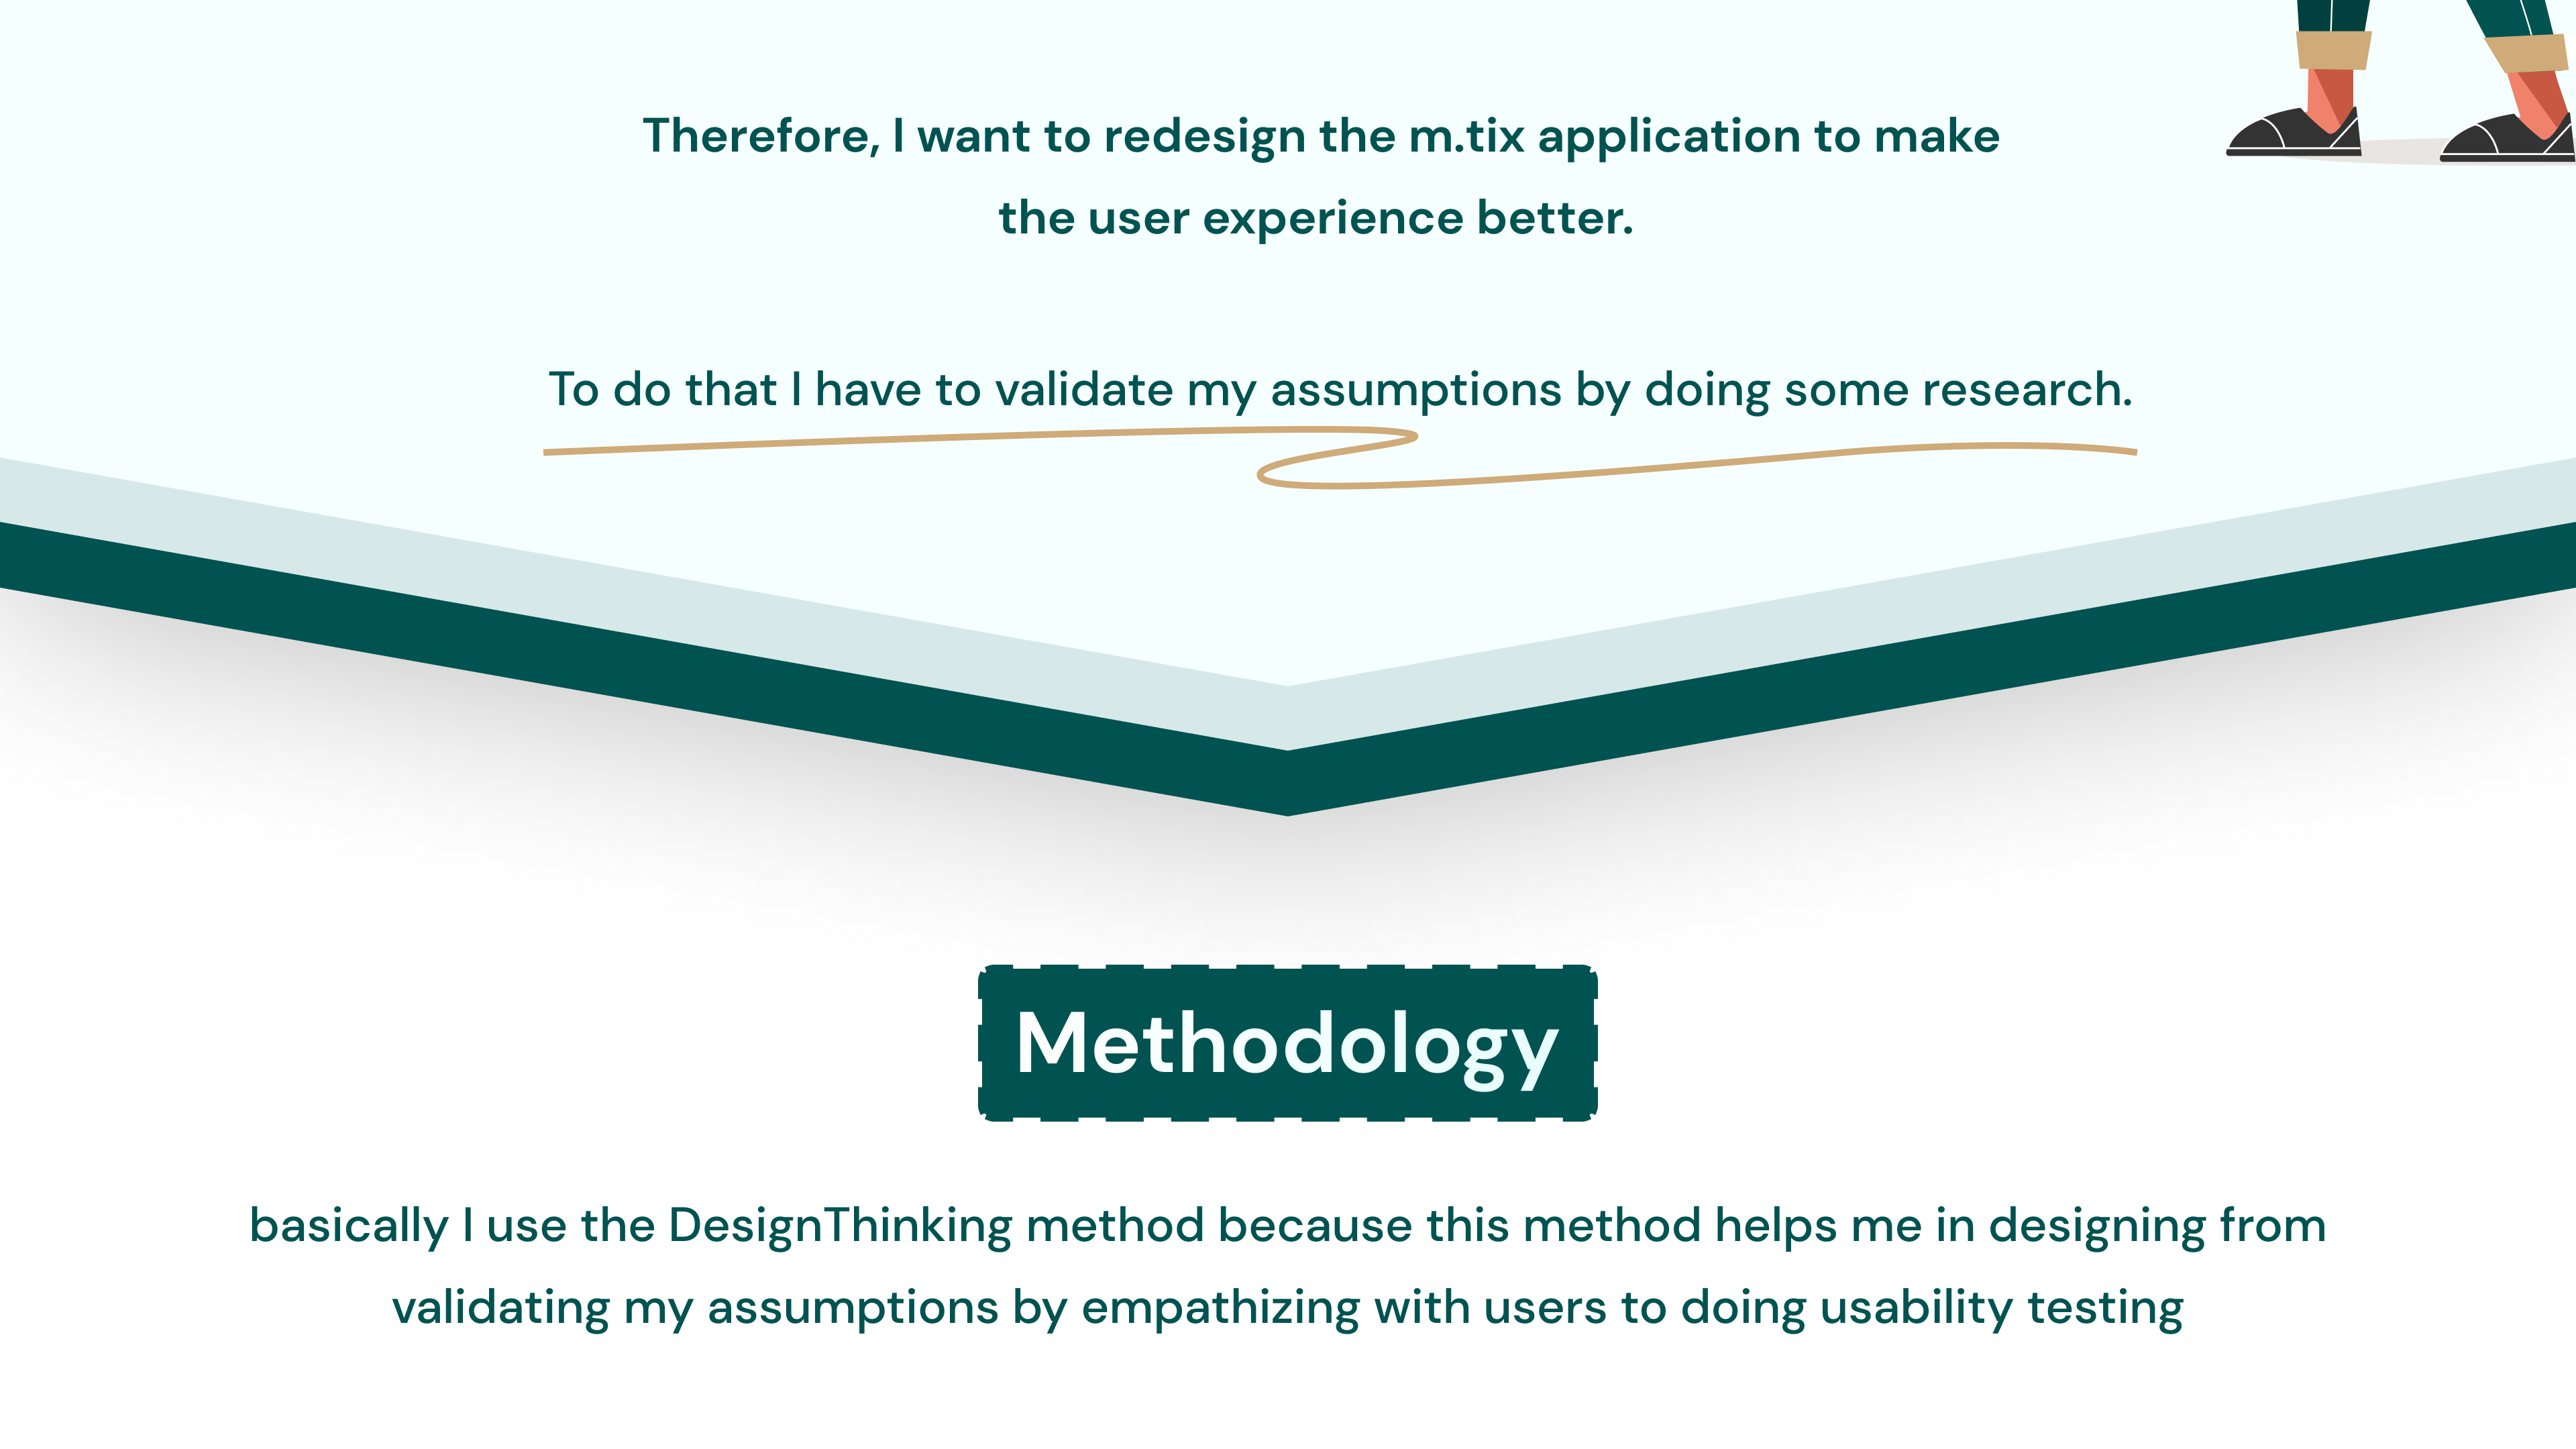 Therefore, I want to redesign the m.tix application to make
the user experience better.
To do that I have to validate my assumptions by doing some research.
Methodology
basically I use the DesignThinking method because this method helps me in designing from
validating my assumptions by empathizing with users to doing usability testing